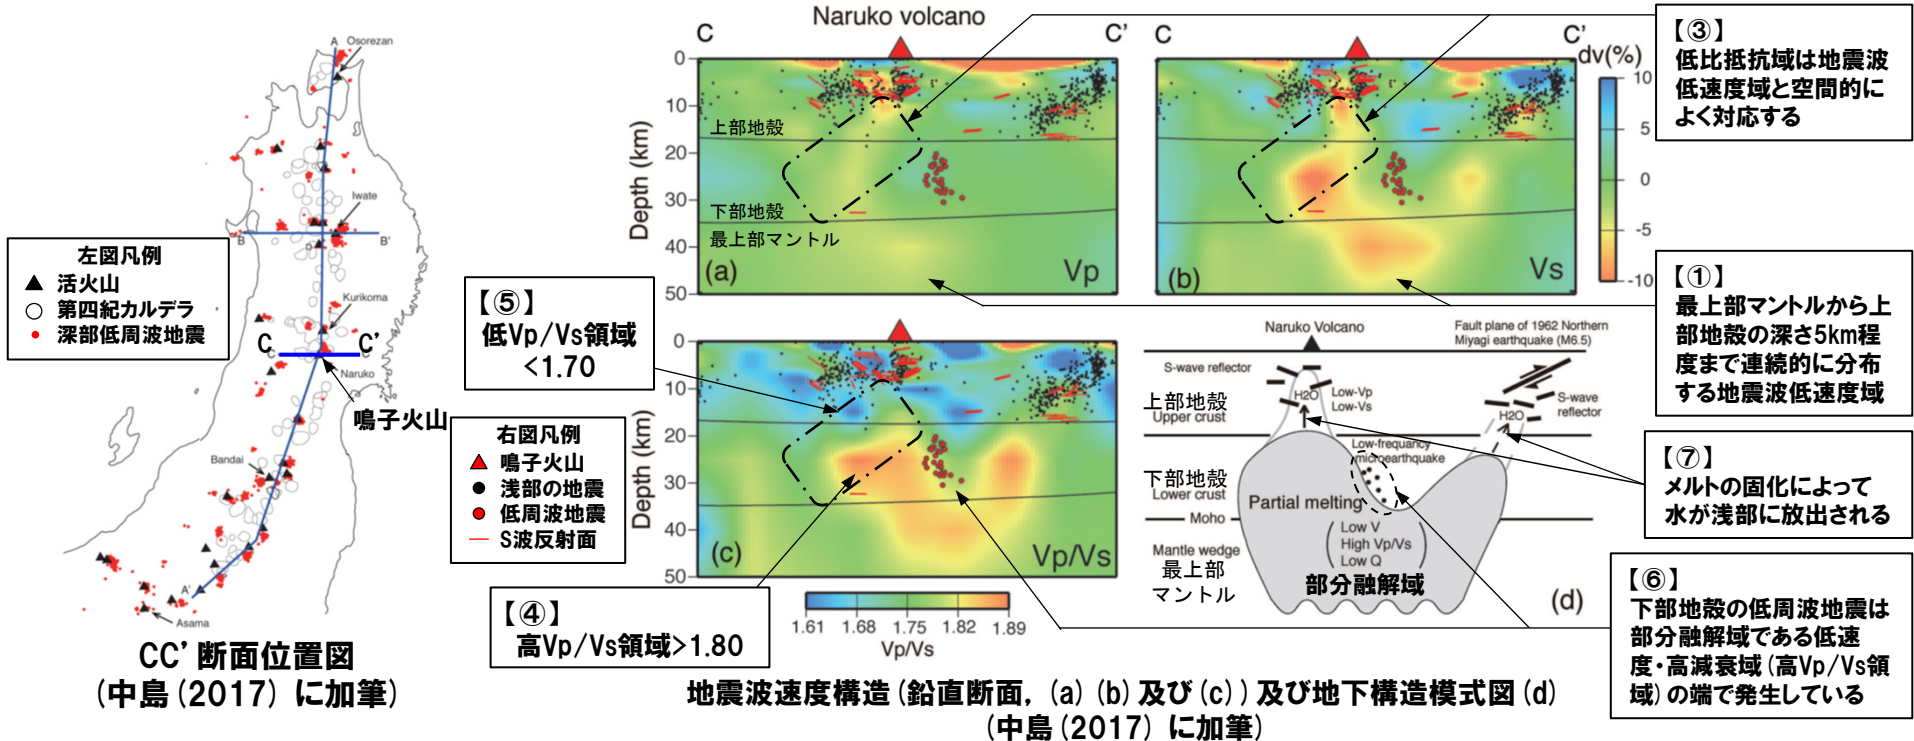 Osorezan
A
Iwate
B
B'
D
左図凡例
活火山
第四紀カルデラ
深部低周波地震
Kurikoma
C
C'
C
Naruko
鳴子火山
Bandai
A'
Asama
CC' 断面位置図
(中島(2017) に加筆)
Naruko volcano
C
C'
C
C'
dv(%)
0
10
20
30
40
50
Depth (km)
上部地殻
下部地殻
最上部マントル
(a)
Vp
(b)
Vs
10
5
0
-5
-10
【③】
低比抵抗域は地震波
低速度域と空間的に
よく対応する
【①】
最上部マントルから上
部地殻の深さ5km程
度まで連続的に分布
する地震波低速度域
【⑤】
低Vp/Vs領域
<1.70
右図凡例
鳴子火山
浅部の地震
低周波地震
S波反射面
0
10
20
30
40
50
Depth (km)
(c)
Vp/Vs
1.61
1.68
1.75
1.82
1.89
Vp/Vs
【④】
高Vp/Vs領域>1.80
Naruko Volcano
Fault plane of 1962 Northern
Miyagi earthquake (M6.5)
S-wave reflector
H2O
Low-Vp
Low-Vs
上部地殻
Upper crust
H2O
S-wave
reflector
Low-frequancy
microearthquake
下部地殻
Lower crust
Partial melting
Moho
Low V
High Vp/Vs
Low Q
Mantle wedge
最上部
マントル
部分融解域
(d)
【⑦】
メルトの固化によって
水が浅部に放出される
【⑥】
下部地殻の低周波地震は
部分融解域である低速
度・高減衰域(高Vp/Vs領
域)の端で発生している
地震波速度構造(鉛直断面, (a) (b) 及び(c))及び地下構造模式図(d)
(中島(2017) に加筆)